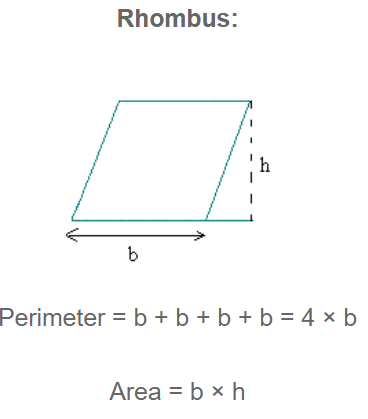 Rhombus:
h
b
Perimeter = b + b + b + b = 4 × b
Area = b × h